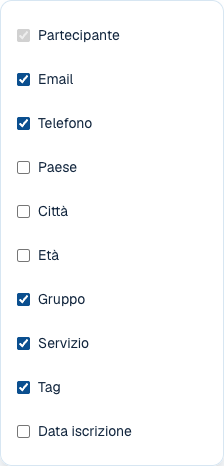 Partecipante
Email
Telefono
Paese
Città
Età
Gruppo
Servizio
Tag
Data iscrizione